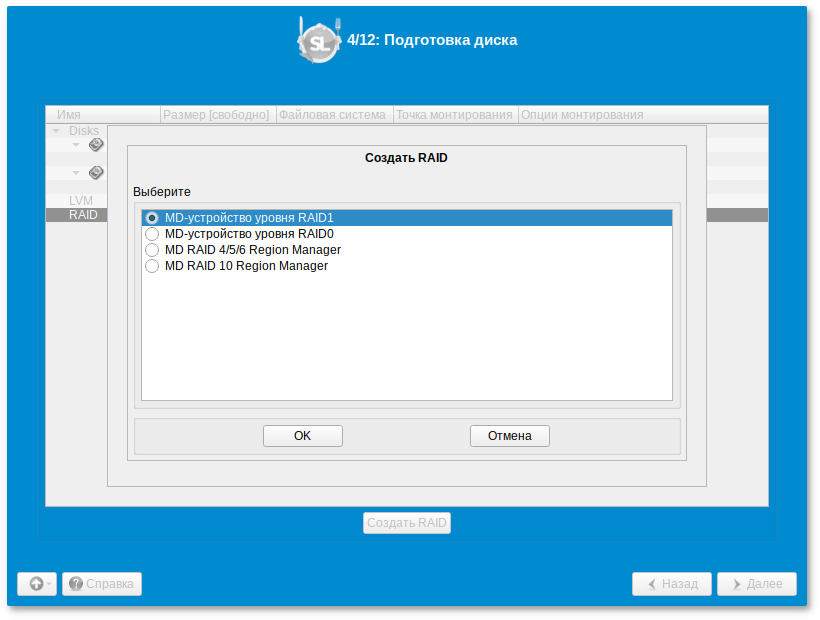 SL
4/12: Подготовка диска
Имя Размер [свободно] Файловая система Точка монтирования Опции монтирования
Disks
LVM
RAID
Создать RAID
Выберите
MD-устройство уровня RAID1
MD-устройство уровня RAID0
MD RAID 4/5/6 Region Manager
MD RAID 10 Region Manager
OK Отмена
Создать RAID
Справка Назад Далее